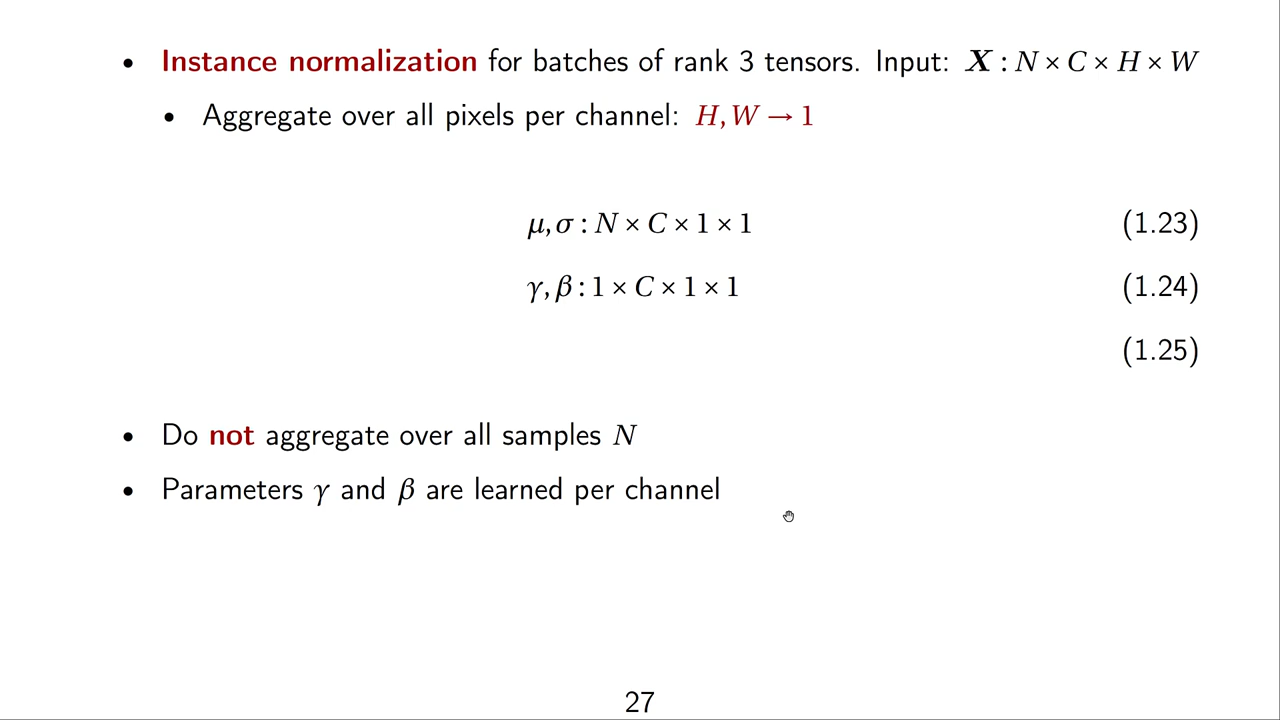 • Instance normalization for batches of rank 3 tensors. Input: X : N × C × H × W
• Aggregate over all pixels per channel: H, W → 1
μ, σ : N × C × 1 × 1 (1.23)
γ, β : 1 × C × 1 × 1 (1.24)
(1.25)
• Do not aggregate over all samples N
• Parameters γ and β are learned per channel
27